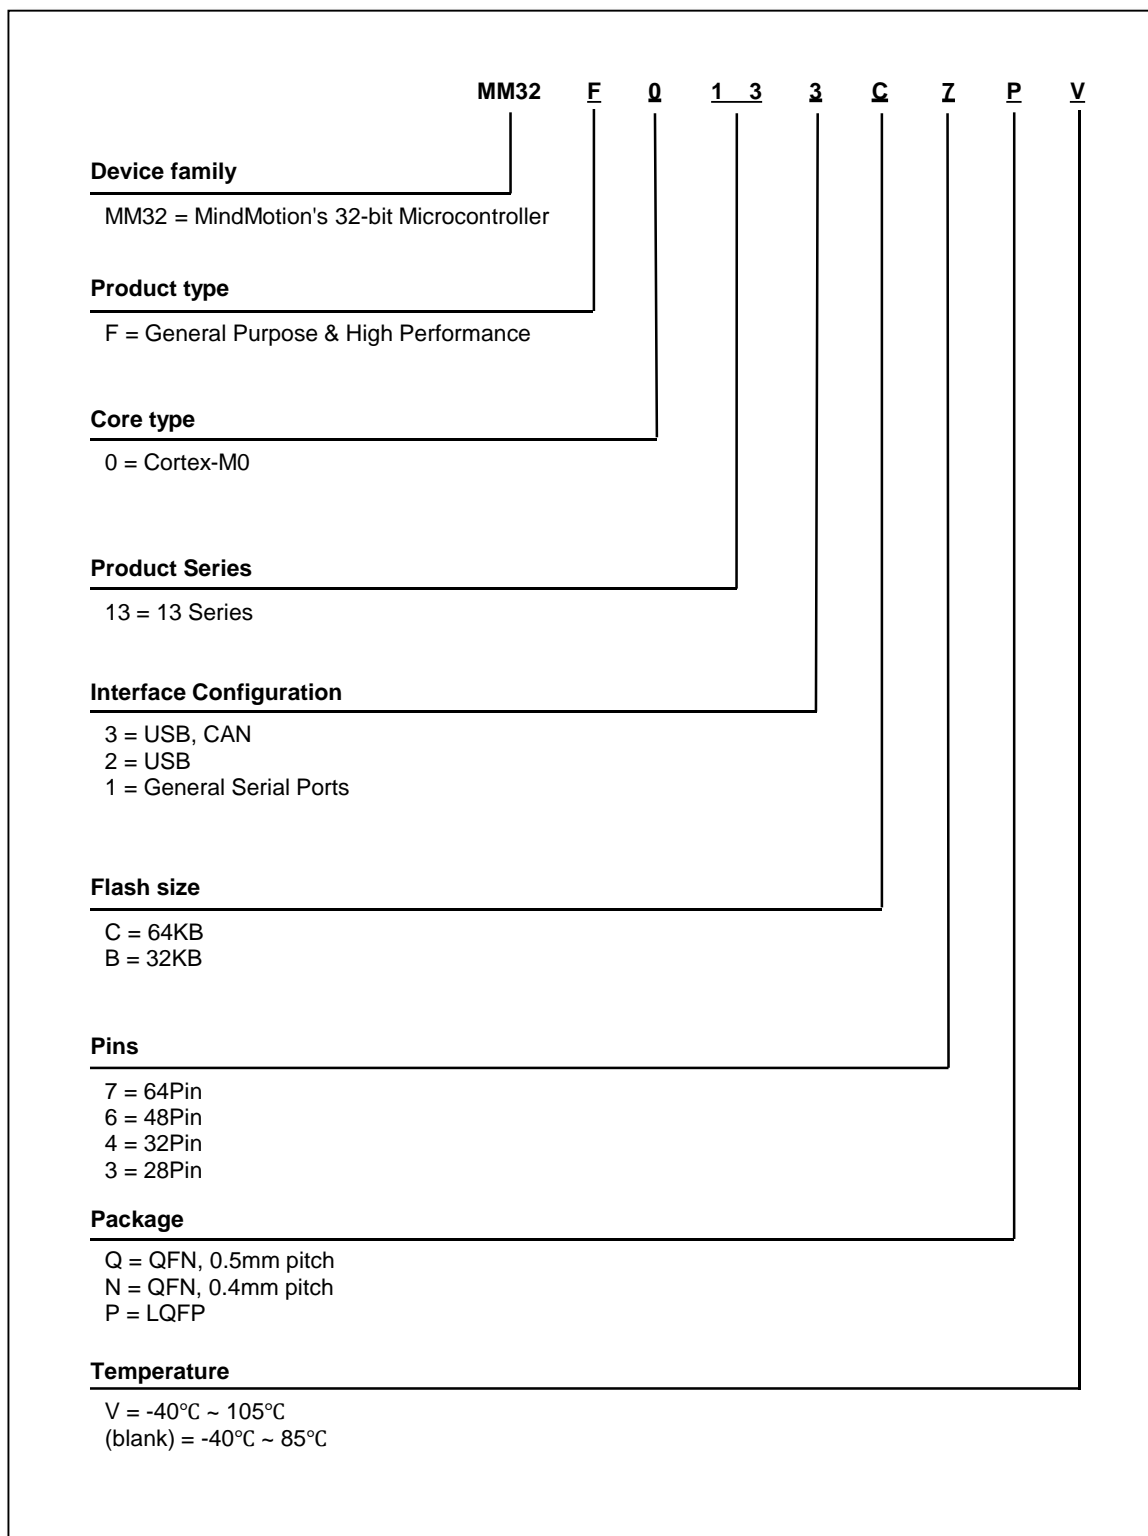 MM32 F 0 1 3 3 C 7 P V
Device family
MM32 = MindMotion's 32-bit Microcontroller
Product type
F = General Purpose & High Performance
Core type
0 = Cortex-M0
Product Series
13 = 13 Series
Interface Configuration
3 = USB, CAN
2 = USB
1 = General Serial Ports
Flash size
C = 64KB
B = 32KB
Pins
7 = 64Pin
6 = 48Pin
4 = 32Pin
3 = 28Pin
Package
Q = QFN, 0.5mm pitch
N = QFN, 0.4mm pitch
P = LQFP
Temperature
V = -40℃ ~ 105℃
(blank) = -40℃ ~ 85℃